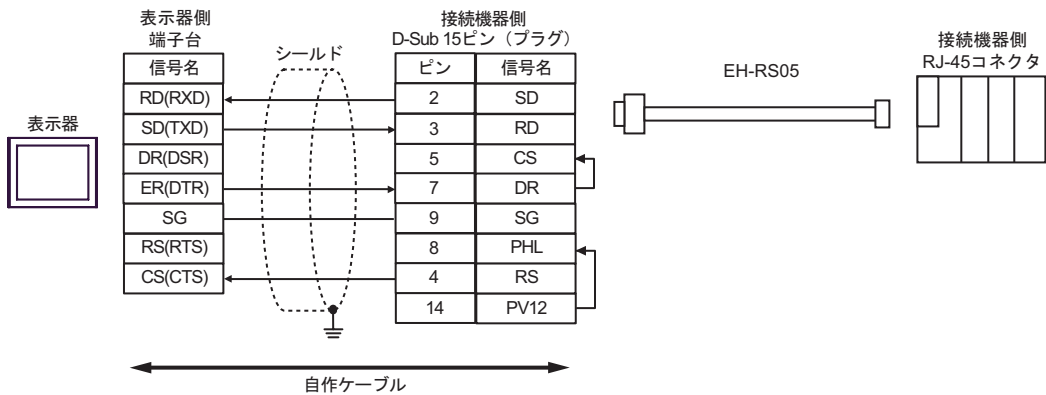 表示器
表示器側
端子台
信号名
RD(RXD)
SD(TXD)
DR(DSR)
ER(DTR)
SG
RS(RTS)
CS(CTS)
シールド
接続機器側
D-Sub 15ピン（プラグ）
ピン 信号名
2 SD
3 RD
5 CS
7 DR
9 SG
8 PHL
4 RS
14 PV12
自作ケーブル
EH-RS05
接続機器側
RJ-45コネクタ